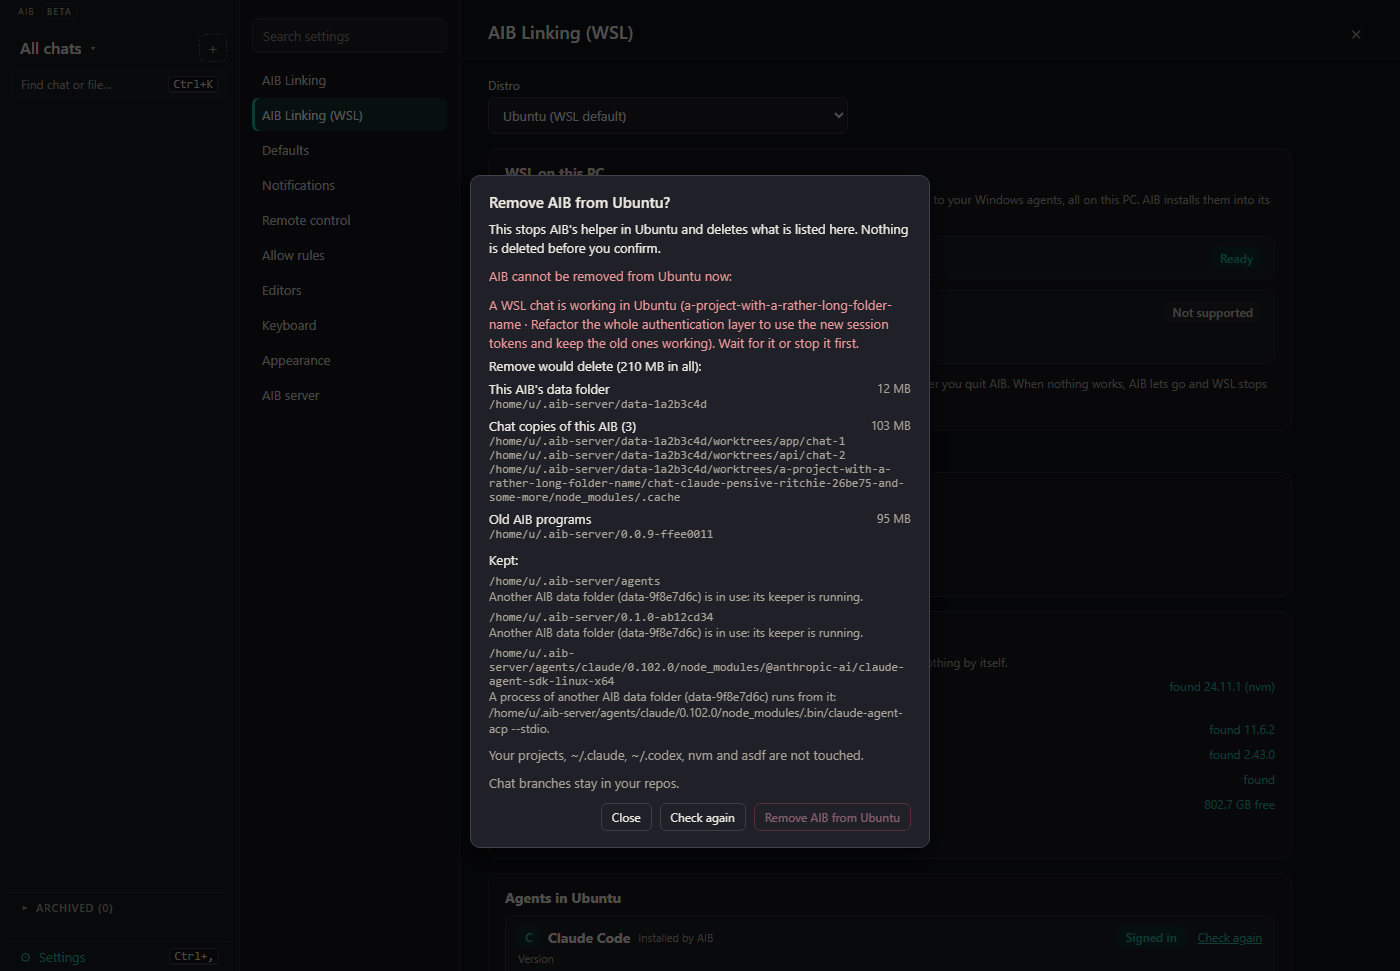 AIB BETA
All chats
+
Find chat or file... Ctrl+K
ARCHIVED (0)
Settings Ctrl+,
Search settings
AIB Linking
AIB Linking (WSL)
Defaults
Notifications
Remote control
Allow rules
Editors
Keyboard
Appearance
AIB server
AIB Linking (WSL)
Distro
Ubuntu (WSL default)
WSL on this PC
to your Windows agents, all on this PC. AIB installs them into its
Ready
Not supported
er you quit AIB. When nothing works, AIB lets go and WSL stops
thing by itself.
found 24.11.1 (nvm)
found 11.6.2
found 2.43.0
found
802.7 GB free
Agents in Ubuntu
C Claude Code Installed by AIB Signed in Check again
Version
Remove AIB from Ubuntu?
This stops AIB's helper in Ubuntu and deletes what is listed here. Nothing
is deleted before you confirm.
AIB cannot be removed from Ubuntu now:
A WSL chat is working in Ubuntu (a-project-with-a-rather-long-folder-
name · Refactor the whole authentication layer to use the new session
tokens and keep the old ones working). Wait for it or stop it first.
Remove would delete (210 MB in all):
This AIB's data folder 12 MB
/home/u/.aib-server/data-1a2b3c4d
Chat copies of this AIB (3) 103 MB
/home/u/.aib-server/data-1a2b3c4d/worktrees/app/chat-1
/home/u/.aib-server/data-1a2b3c4d/worktrees/api/chat-2
/home/u/.aib-server/data-1a2b3c4d/worktrees/a-project-with-a-
rather-long-folder-name/chat-claude-pensive-ritchie-26be75-and-
some-more/node_modules/.cache
Old AIB programs 95 MB
/home/u/.aib-server/0.0.9-ffee0011
Kept:
/home/u/.aib-server/agents
Another AIB data folder (data-9f8e7d6c) is in use: its keeper is running.
/home/u/.aib-server/0.1.0-ab12cd34
Another AIB data folder (data-9f8e7d6c) is in use: its keeper is running.
/home/u/.aib-
server/agents/claude/0.102.0/node_modules/@anthropic-ai/claude-
agent-sdk-linux-x64
A process of another AIB data folder (data-9f8e7d6c) runs from it:
/home/u/.aib-server/agents/claude/0.102.0/node_modules/.bin/claude-agent-
acp --stdio.
Your projects, ~/.claude, ~/.codex, nvm and asdf are not touched.
Chat branches stay in your repos.
Close Check again Remove AIB from Ubuntu